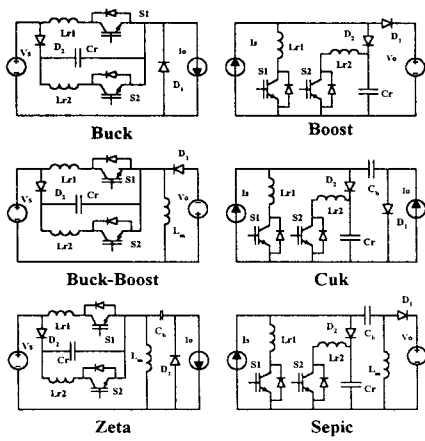 S1
Lr1
Vs
D2
Cr
Io
Lr2
S2
D1
Buck
D2
D1
Is
Lr1
Lr2
Vo
S1
S2
Cr
Boost
S1
Lr1
D1
Vs
D2
Cr
Vo
S2
Lr2
Lm
Buck-Boost
Is
D2
Cb
Io
Lr1
S1
S2
Lr2
D1
Cr
Cuk
Lr1
S1
Cb
Io
Vs
D2
Cr
Lm
D1
Lr2
S2
Zeta
D1
Cb
Is
D2
Vo
Lr1
S1
S2
Lr2
Lm
Cr
Sepic